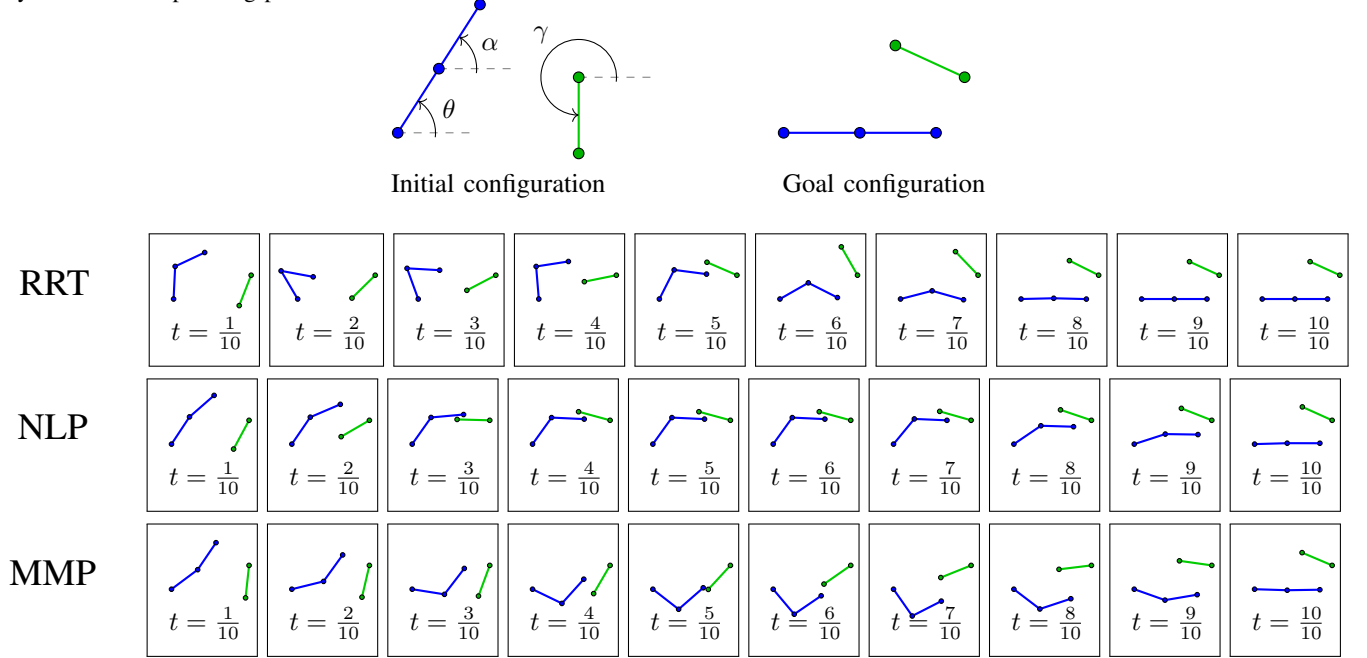 γ
α
θ
Initial configuration Goal configuration
RRT
t = 1/10 t = 2/10 t = 3/10 t = 4/10 t = 5/10 t = 6/10 t = 7/10 t = 8/10 t = 9/10 t = 10/10
NLP
t = 1/10 t = 2/10 t = 3/10 t = 4/10 t = 5/10 t = 6/10 t = 7/10 t = 8/10 t = 9/10 t = 10/10
MMP
t = 1/10 t = 2/10 t = 3/10 t = 4/10 t = 5/10 t = 6/10 t = 7/10 t = 8/10 t = 9/10 t = 10/10